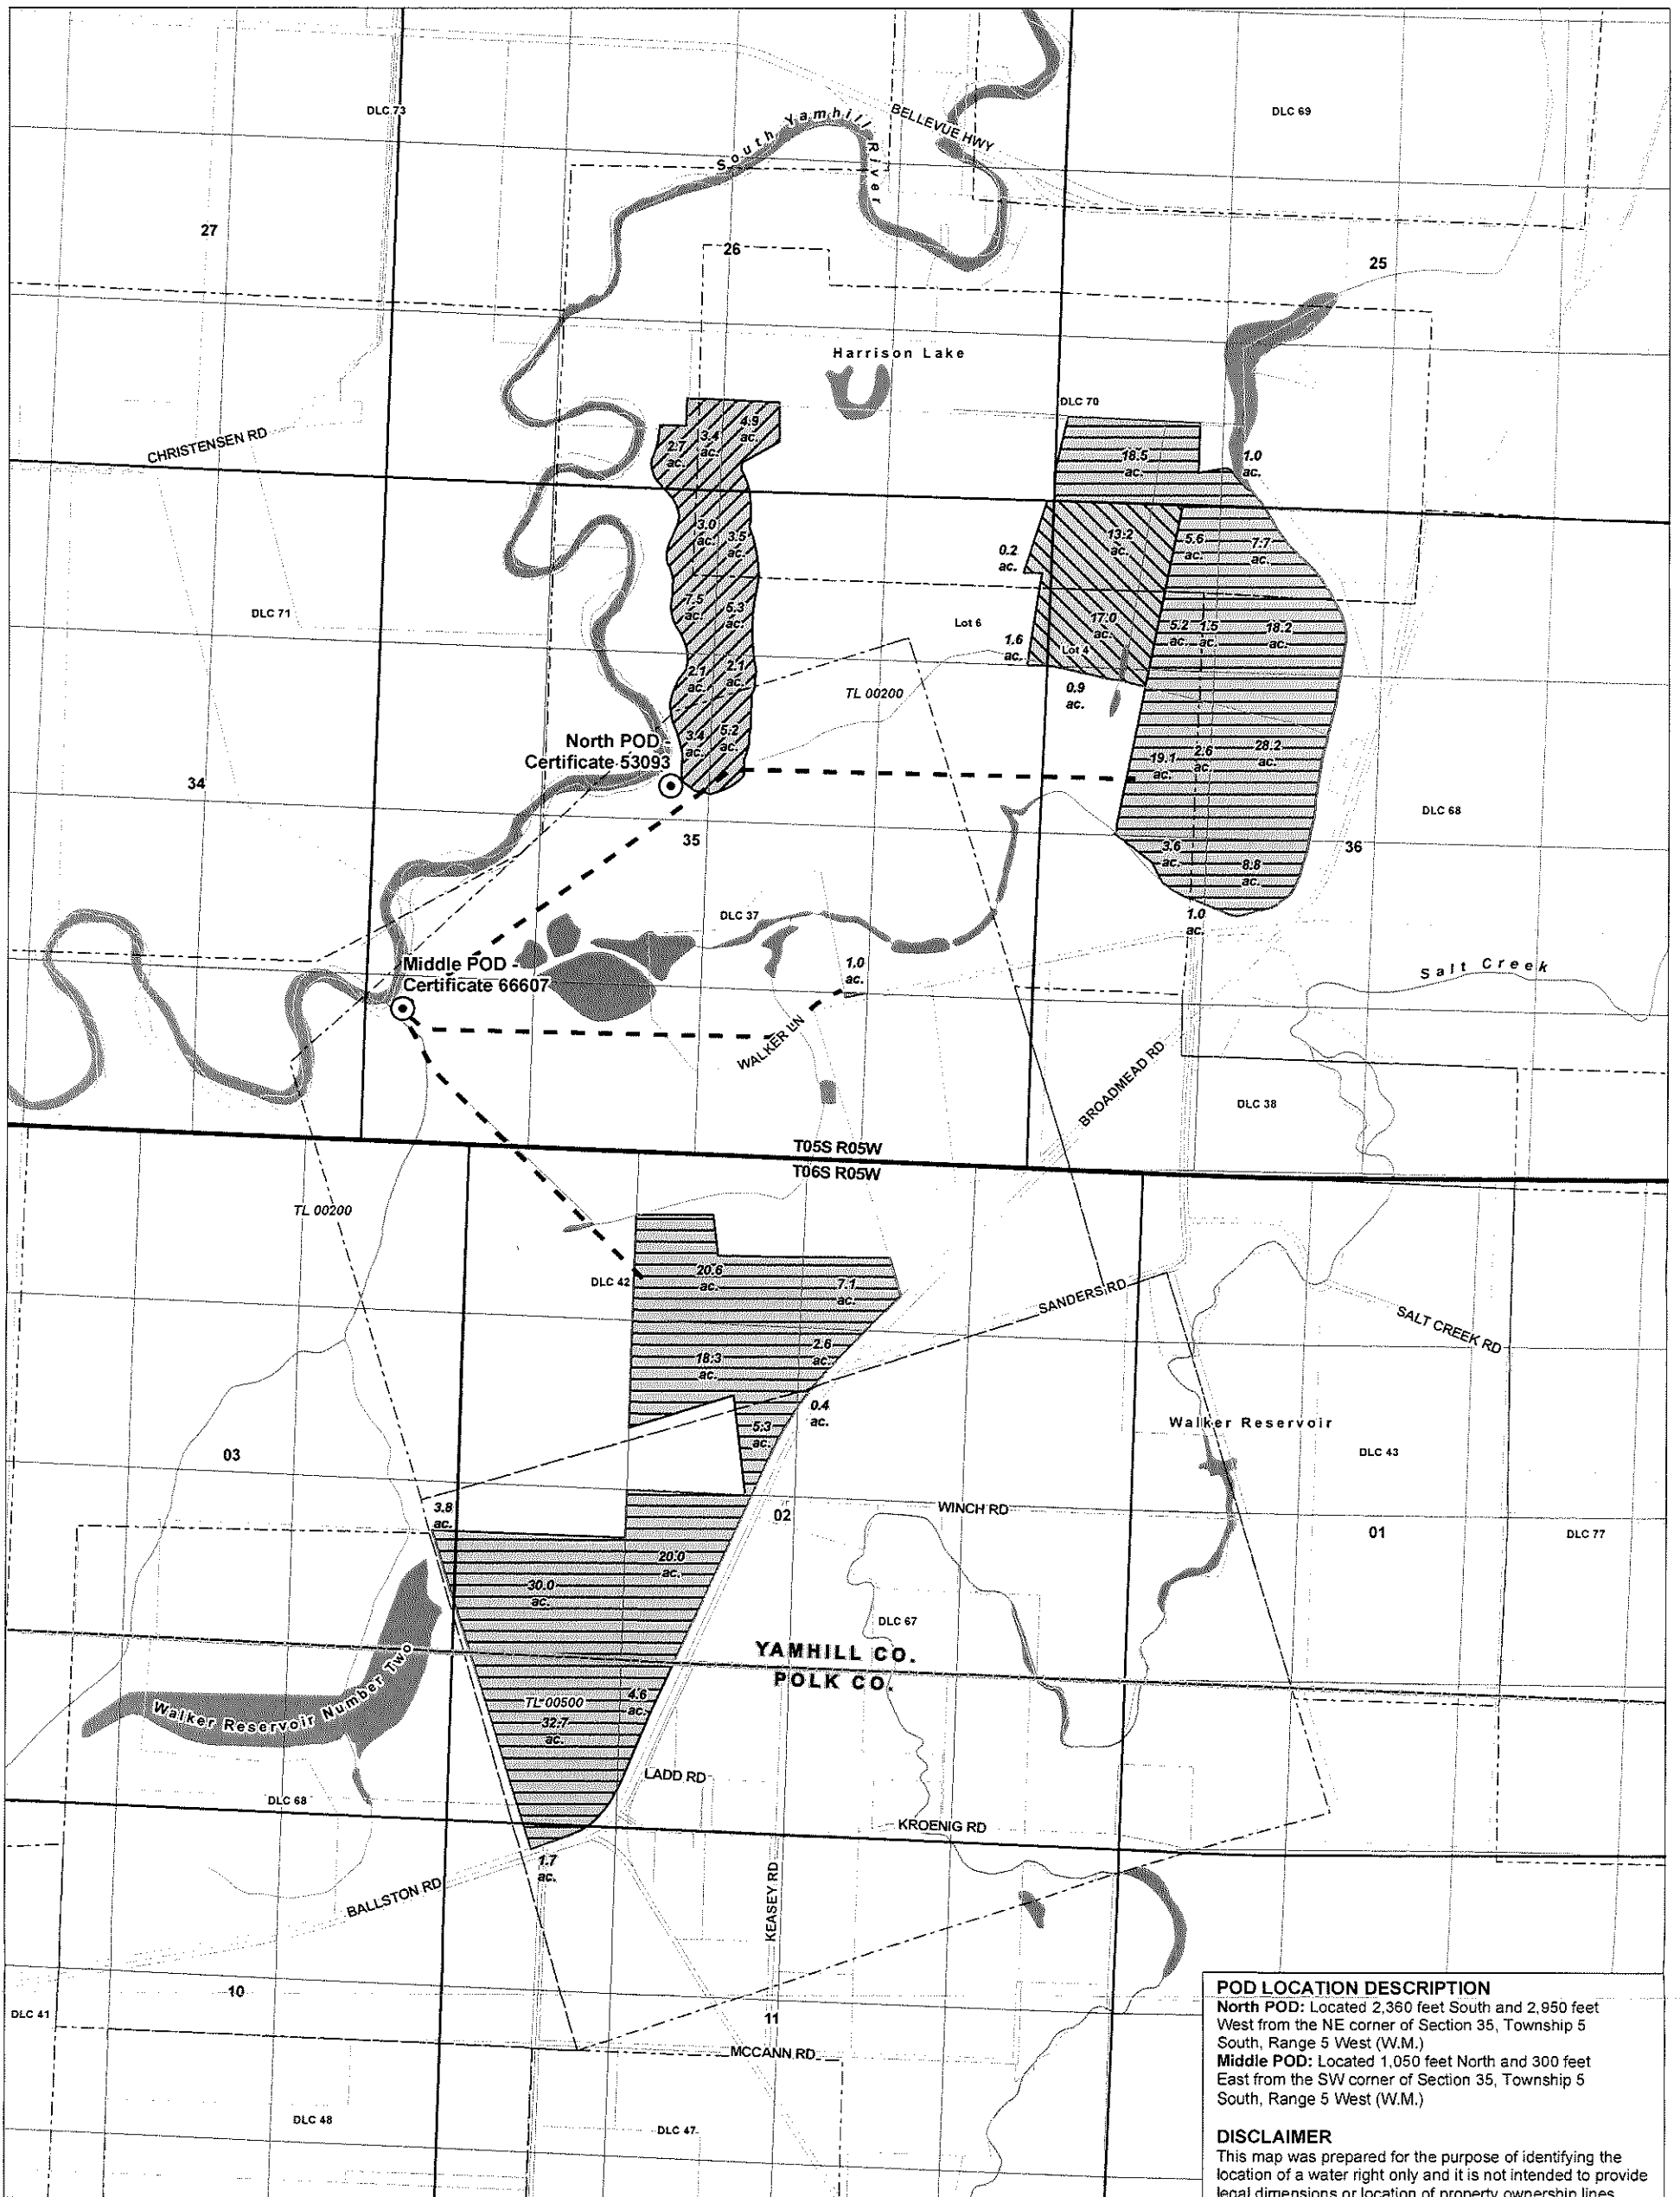 DLC 73
BELLEVUE HWY
DLC 69
South Yamhill River
27
26
25
Harrison Lake
DLC 70
CHRISTENSEN RD
4.9 ac.
3.4 ac.
2.7 ac.
18.5 ac.
1.0 ac.
3.0 ac.
3.5 ac.
0.2 ac.
13.2 ac.
5.6 ac.
7.7 ac.
DLC 71
7.5 ac.
5.3 ac.
Lot 6
1.6 ac.
17.0 ac.
Lot 4
5.2 ac.
1.5 ac.
18.2 ac.
2.1 ac.
2.1 ac.
TL 00200
0.9 ac.
North POD -
Certificate 53093
3.4 ac.
5.2 ac.
19.1 ac.
2.6 ac.
28.2 ac.
34
35
DLC 68
36
3.6 ac.
8.8 ac.
DLC 37
1.0 ac.
Middle POD -
Certificate 66607
1.0 ac.
Salt Creek
WALKER LN
BROADMEAD RD
DLC 38
T05S R05W
T06S R05W
TL 00200
DLC 42
20.6 ac.
7.1 ac.
SANDERS RD
SALT CREEK RD
18.3 ac.
2.6 ac.
0.4 ac.
5.3 ac.
Walker Reservoir
03
DLC 43
3.8 ac.
02
WINCH RD
01
DLC 77
20.0 ac.
30.0 ac.
DLC 67
YAMHILL CO.
POLK CO.
Walker Reservoir Number Two
TL 00500
4.6 ac.
32.7 ac.
LADD RD
DLC 68
KROENIG RD
1.7 ac.
BALLSTON RD
KEASEY RD
10
DLC 41
11
MCCANN RD
DLC 48
DLC 47
POD LOCATION DESCRIPTION
North POD: Located 2,360 feet South and 2,950 feet
West from the NE corner of Section 35, Township 5
South, Range 5 West (W.M.)
Middle POD: Located 1,050 feet North and 300 feet
East from the SW corner of Section 35, Township 5
South, Range 5 West (W.M.)
DISCLAIMER
This map was prepared for the purpose of identifying the
location of a water right only and it is not intended to provide
legal dimensions or location of property ownership lines.